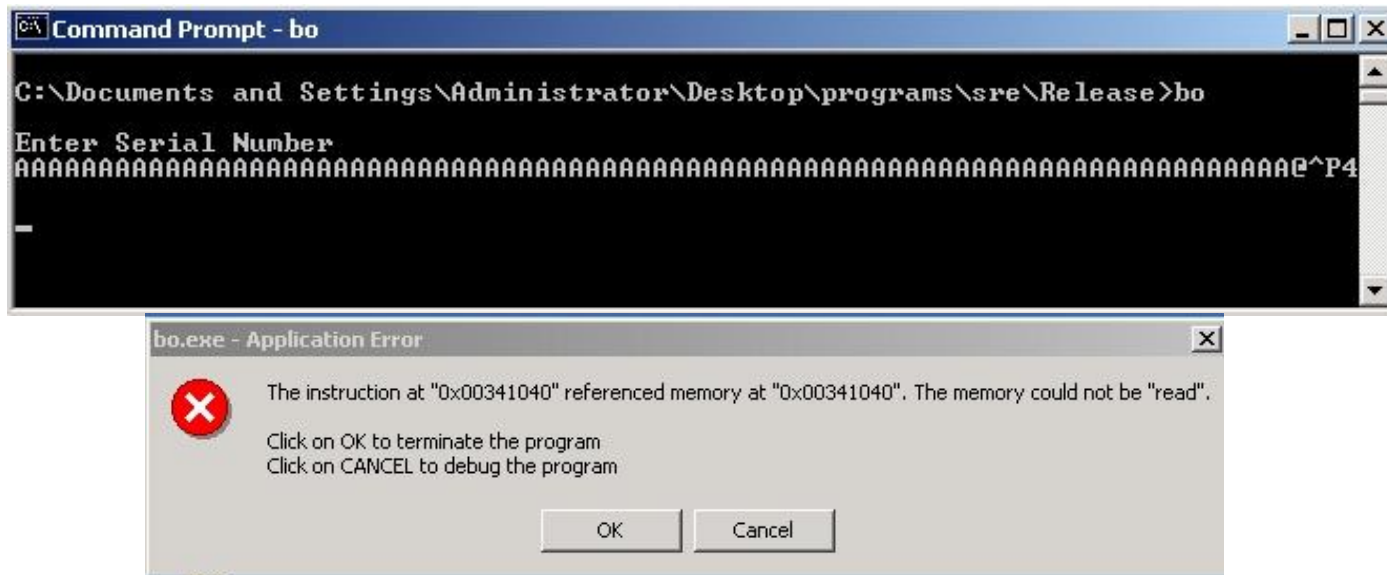 Command Prompt - bo
C:\Documents and Settings\Administrator\Desktop\programs\sre\Release>bo
Enter Serial Number
AAAAAAAAAAAAAAAAAAAAAAAAAAAAAAAAAAAAAAAAAAAAAAAAAAAAAAAAAAAAAAAAAAAAAAAAAAAA@^P4
bo.exe - Application Error
The instruction at "0x00341040" referenced memory at "0x00341040". The memory could not be "read".
Click on OK to terminate the program
Click on CANCEL to debug the program
OK
Cancel